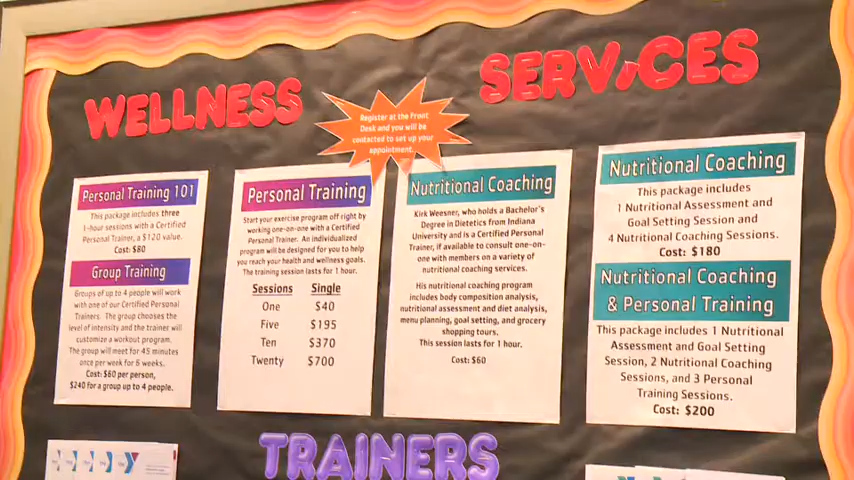 WELLNESS SERVICES
Register at the Front
Desk and you will be
contacted to set up your
appointment.
Personal Training 101
This package includes three
1-hour sessions with a Certified
Personal Trainer, a $120 value.
Cost: $80
Group Training
Groups of up to 4 people will work
with one of our Certified Personal
Trainers. The group chooses the
level of intensity and the trainer will
customize a workout program.
The group will meet for 45 minutes
once per week for 6 weeks.
Cost: $60 per person,
$240 for a group up to 4 people.
Personal Training
Start your exercise program off right by
working one-on-one with a Certified
Personal Trainer. An individualized
program will be designed for you to help
you reach your health and wellness goals.
The training session lasts for 1 hour.
Sessions Single
One $40
Five $195
Ten $370
Twenty $700
Nutritional Coaching
Kirk Weesner, who holds a Bachelor's
Degree in Dietetics from Indiana
University and is a Certified Personal
Trainer, if available to consult one-on-
one with members on a variety of
nutritional coaching services.
His nutritional coaching program
includes body composition analysis,
nutritional assessment and diet analysis,
menu planning, goal setting, and grocery
shopping tours.
This session lasts for 1 hour.
Cost: $60
Nutritional Coaching
This package includes
1 Nutritional Assessment and
Goal Setting Session and
4 Nutritional Coaching Sessions.
Cost: $180
Nutritional Coaching
& Personal Training
This package includes 1 Nutritional
Assessment and Goal Setting
Session, 2 Nutritional Coaching
Sessions, and 3 Personal
Training Sessions.
Cost: $200
TRAINERS